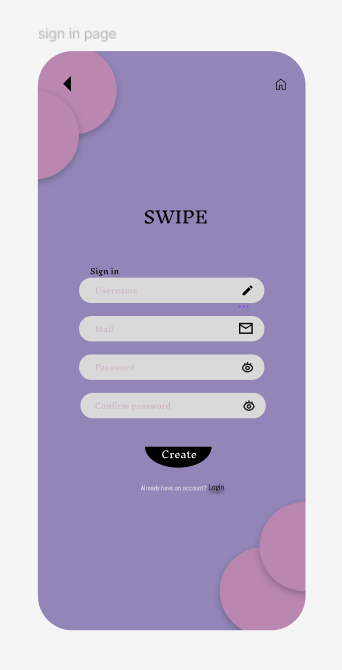 sign in page
SWIPE
Sign in
Username
Mail
Password
Confirm password
Create
Already have an account? Login